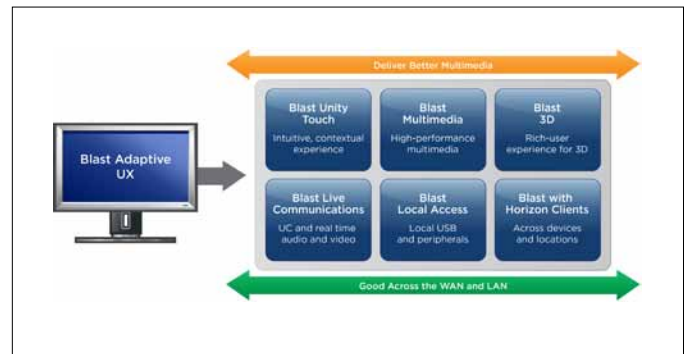 Deliver Better Multimedia
Blast Adaptive
UX
Blast Unity
Touch
Intuitive, contextual
experience
Blast
Multimedia
High-performance
multimedia
Blast
3D
Rich-user
experience for 3D
Blast Live
Communications
UC and real time
audio and video
Blast
Local Access
Local USB
and peripherals
Blast with
Horizon Clients
Across devices
and locations
Good Across the WAN and LAN